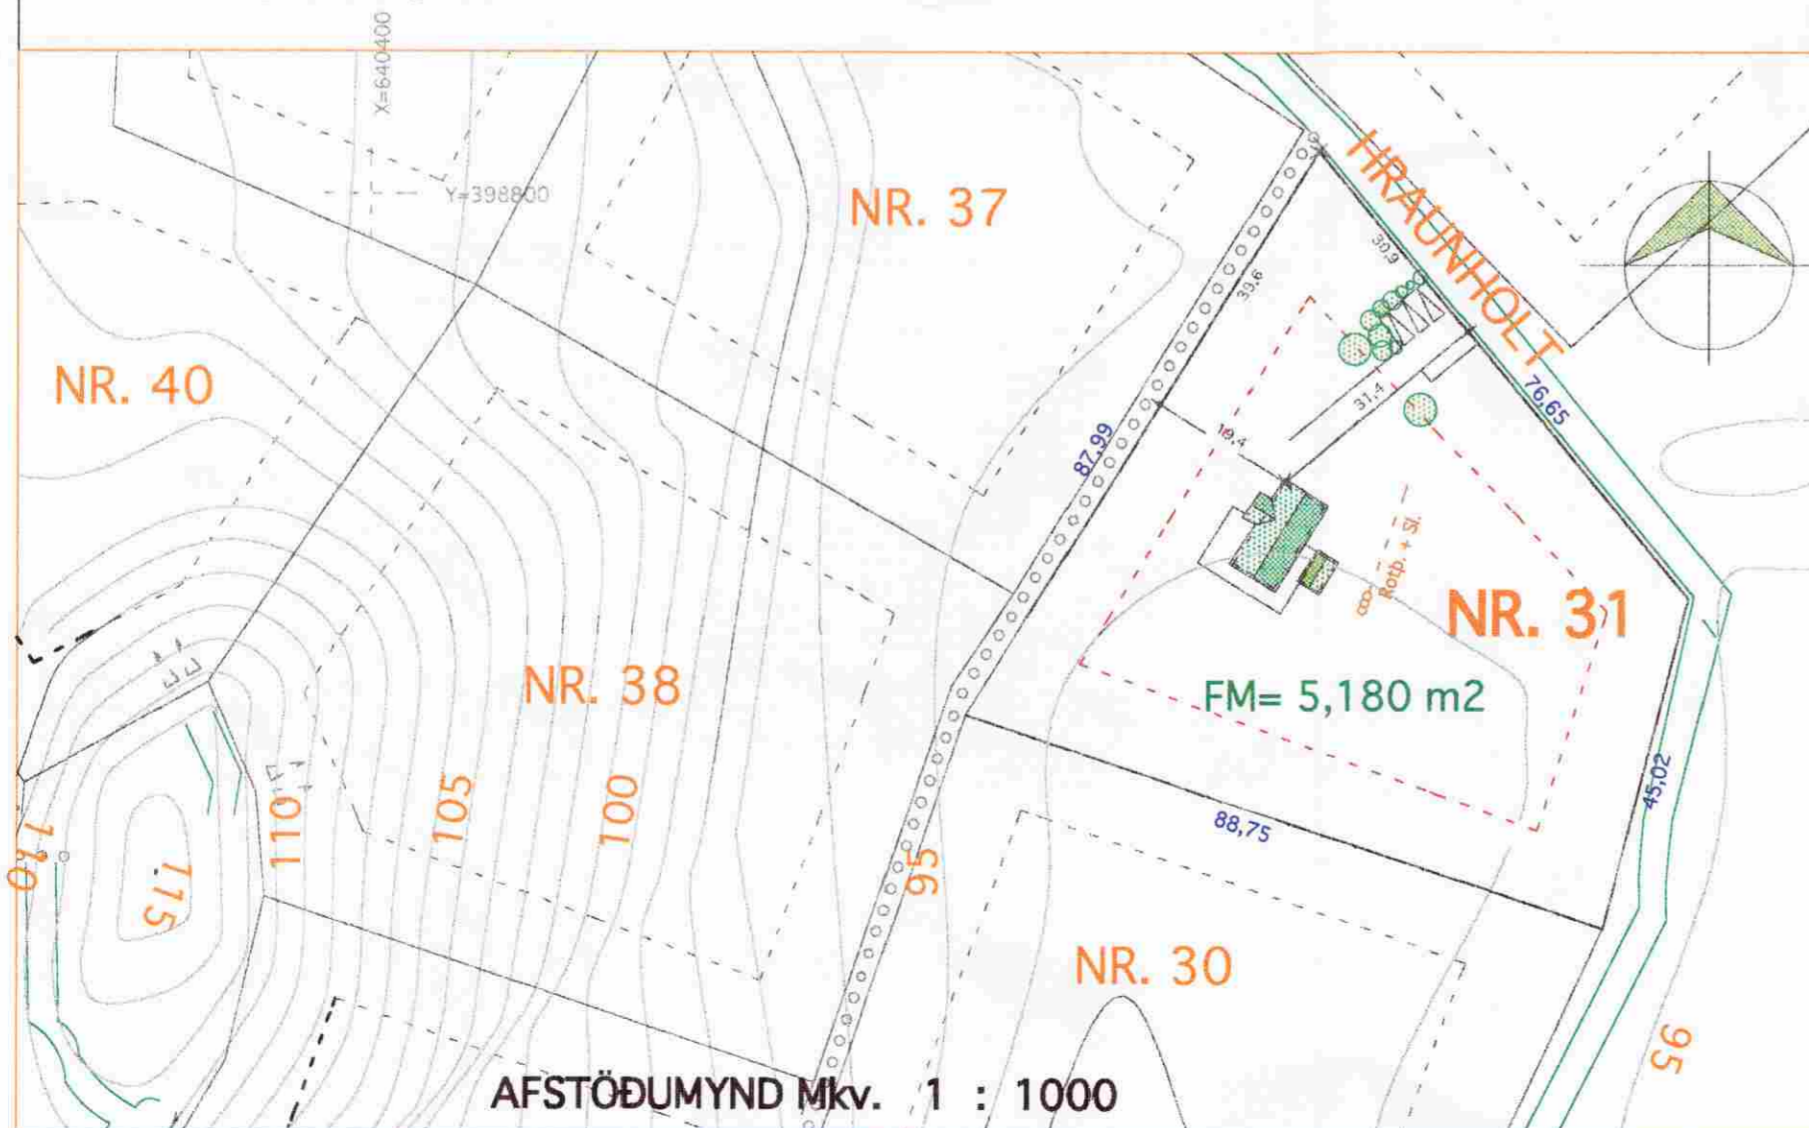 X=640400
Y=398800
NR. 37
HRAUNHOLT
30,9
39,6
NR. 40
31,4
76,65
19,4
87,99
Rotþ. + Sl.
NR. 31
NR. 38
FM= 5,180 m2
45,02
88,75
110
105
100
95
110
115
NR. 30
95
AFSTÖÐUMYND Mkv. 1 : 1000